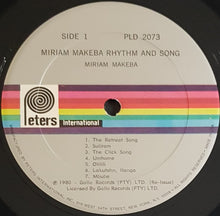 SIDE 1 PLD 2073
MIRIAM MAKEBA RHYTHM AND SONG
MIRIAM MAKEBA
Peters
International
1. The Retreat Song
2. Suliram
3. The Click Song
4. Umhome
5. Olilili
6. Lakutshn, Ilanga
7. Mbube
℗ 1980 - Gallo Records (PTY) LTD. (Re-Issue)
Licensed By Gallo Records (PTY) LTD.